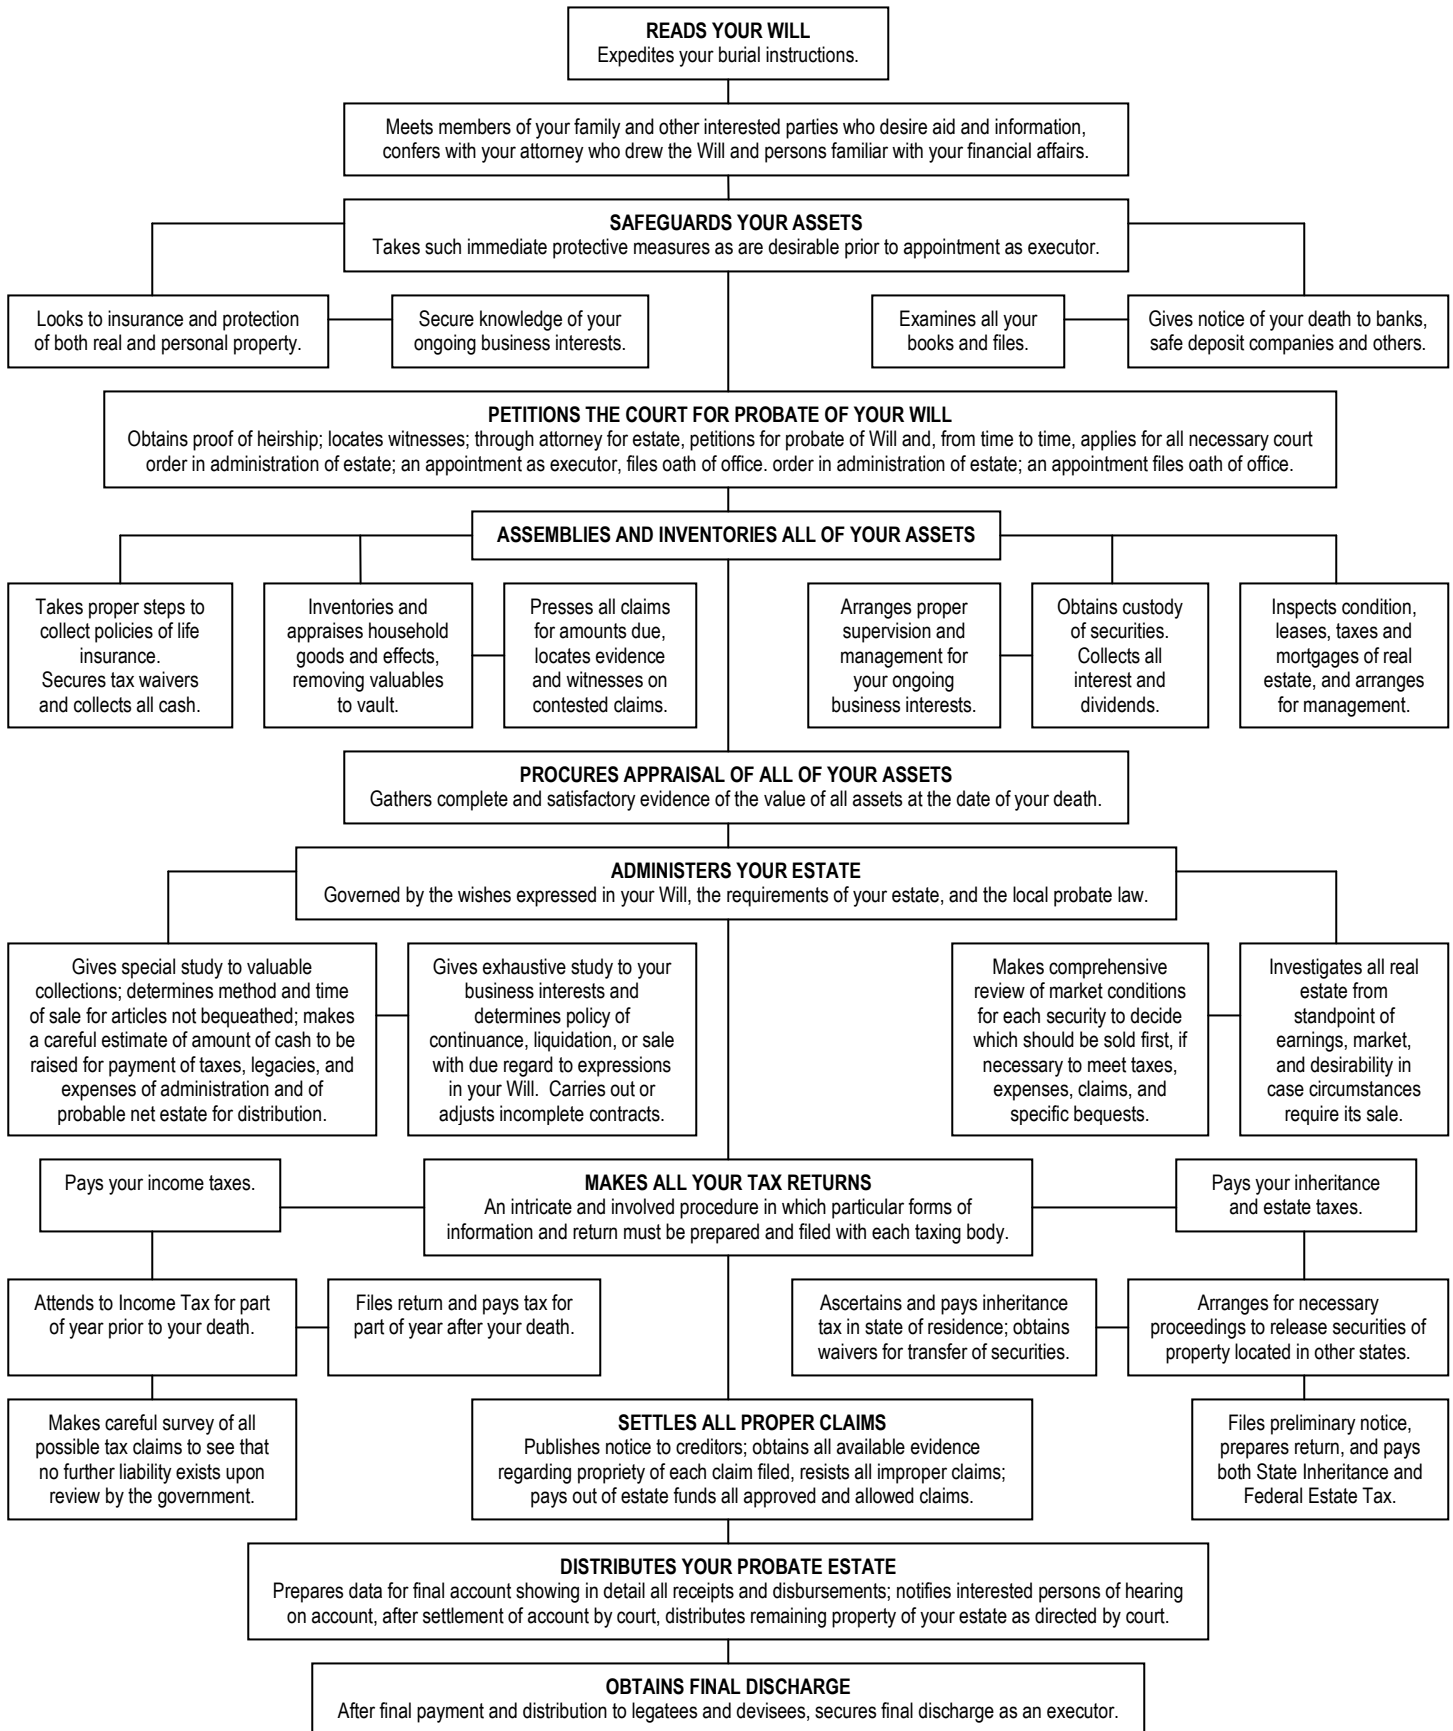 READS YOUR WILL
Expedites your burial instructions.
Meets members of your family and other interested parties who desire aid and information,
confers with your attorney who drew the Will and persons familiar with your financial affairs.
SAFEGUARDS YOUR ASSETS
Takes such immediate protective measures as are desirable prior to appointment as executor.
Looks to insurance and protection
of both real and personal property.
Secure knowledge of your
ongoing business interests.
Examines all your
books and files.
Gives notice of your death to banks,
safe deposit companies and others.
PETITIONS THE COURT FOR PROBATE OF YOUR WILL
Obtains proof of heirship; locates witnesses; through attorney for estate, petitions for probate of Will and, from time to time, applies for all necessary court
order in administration of estate; an appointment as executor, files oath of office. order in administration of estate; an appointment files oath of office.
ASSEMBLIES AND INVENTORIES ALL OF YOUR ASSETS
Takes proper steps to
collect policies of life
insurance.
Secures tax waivers
and collects all cash.
Inventories and
appraises household
goods and effects,
removing valuables
to vault.
Presses all claims
for amounts due,
locates evidence
and witnesses on
contested claims.
Arranges proper
supervision and
management for
your ongoing
business interests.
Obtains custody
of securities.
Collects all
interest and
dividends.
Inspects condition,
leases, taxes and
mortgages of real
estate, and arranges
for management.
PROCURES APPRAISAL OF ALL OF YOUR ASSETS
Gathers complete and satisfactory evidence of the value of all assets at the date of your death.
ADMINISTERS YOUR ESTATE
Governed by the wishes expressed in your Will, the requirements of your estate, and the local probate law.
Gives special study to valuable
collections; determines method and time
of sale for articles not bequeathed; makes
a careful estimate of amount of cash to be
raised for payment of taxes, legacies, and
expenses of administration and of
probable net estate for distribution.
Gives exhaustive study to your
business interests and
determines policy of
continuance, liquidation, or sale
with due regard to expressions
in your Will. Carries out or
adjusts incomplete contracts.
Makes comprehensive
review of market conditions
for each security to decide
which should be sold first, if
necessary to meet taxes,
expenses, claims, and
specific bequests.
Investigates all real
estate from
standpoint of
earnings, market,
and desirability in
case circumstances
require its sale.
Pays your income taxes.
MAKES ALL YOUR TAX RETURNS
An intricate and involved procedure in which particular forms of
information and return must be prepared and filed with each taxing body.
Pays your inheritance
and estate taxes.
Attends to Income Tax for part
of year prior to your death.
Files return and pays tax for
part of year after your death.
Ascertains and pays inheritance
tax in state of residence; obtains
waivers for transfer of securities.
Arranges for necessary
proceedings to release securities of
property located in other states.
Makes careful survey of all
possible tax claims to see that
no further liability exists upon
review by the government.
SETTLES ALL PROPER CLAIMS
Publishes notice to creditors; obtains all available evidence
regarding propriety of each claim filed, resists all improper claims;
pays out of estate funds all approved and allowed claims.
Files preliminary notice,
prepares return, and pays
both State Inheritance and
Federal Estate Tax.
DISTRIBUTES YOUR PROBATE ESTATE
Prepares data for final account showing in detail all receipts and disbursements; notifies interested persons of hearing
on account, after settlement of account by court, distributes remaining property of your estate as directed by court.
OBTAINS FINAL DISCHARGE
After final payment and distribution to legatees and devisees, secures final discharge as an executor.